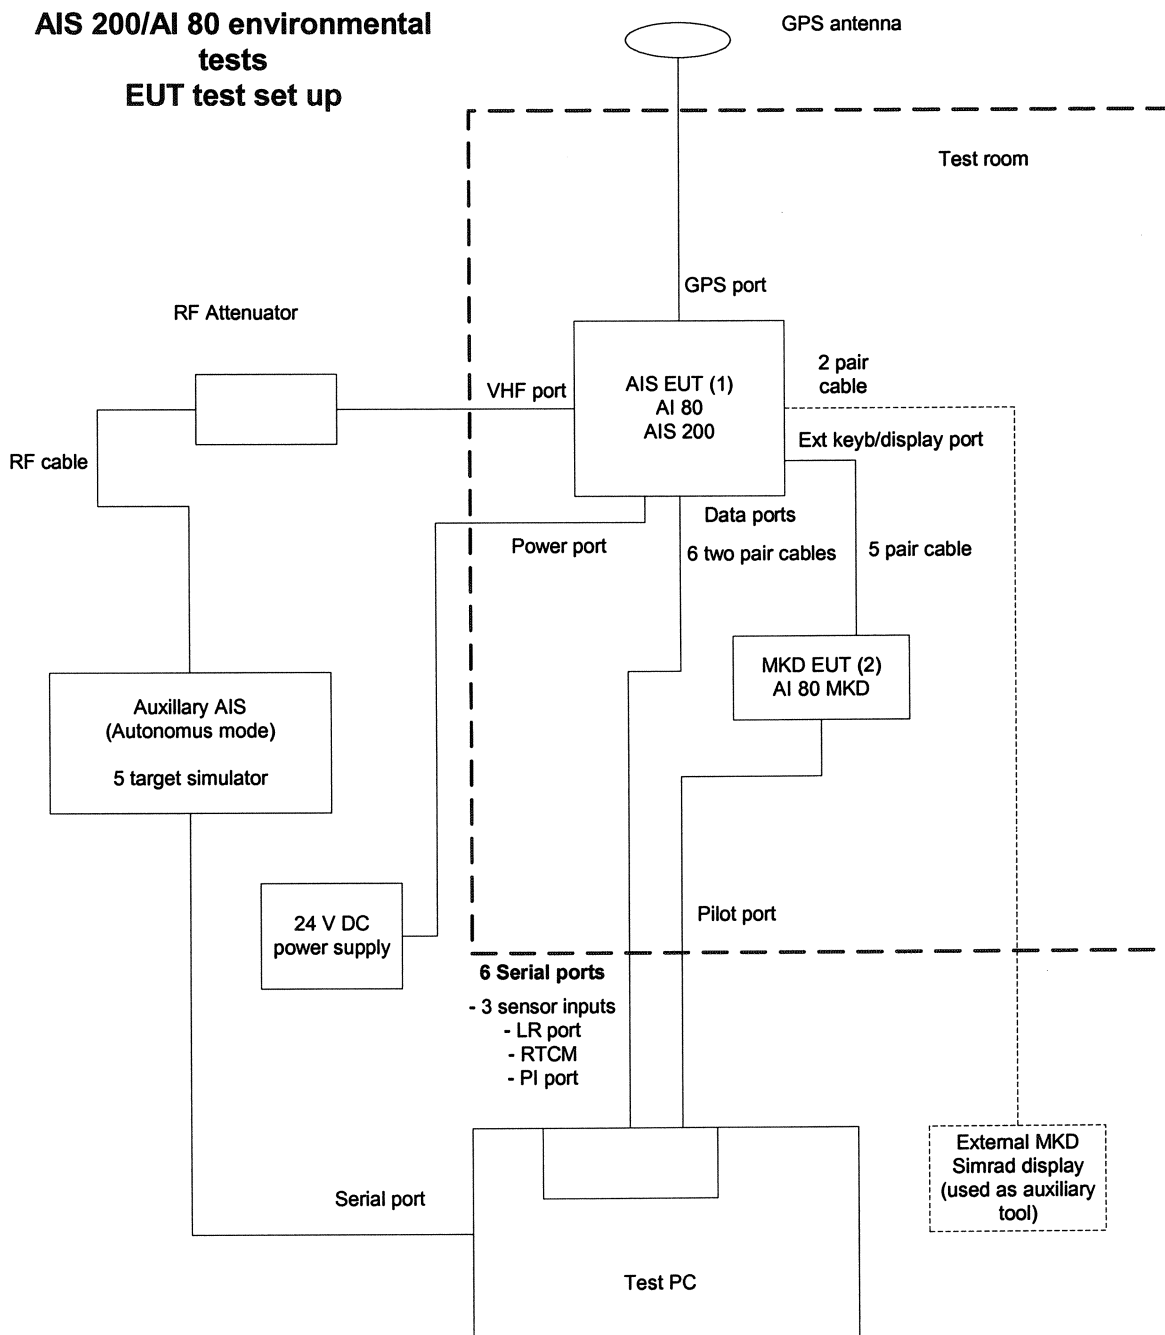 AIS 200/AI 80 environmental
tests
EUT test set up
GPS antenna
Test room
GPS port
RF Attenuator
2 pair
cable
AIS EUT (1)
AI 80
AIS 200
VHF port
Ext keyb/display port
RF cable
Data ports
Power port
6 two pair cables
5 pair cable
MKD EUT (2)
AI 80 MKD
Auxillary AIS
(Autonomus mode)
5 target simulator
24 V DC
power supply
Pilot port
6 Serial ports
- 3 sensor inputs
- LR port
- RTCM
- PI port
External MKD
Simrad display
(used as auxiliary
tool)
Serial port
Test PC